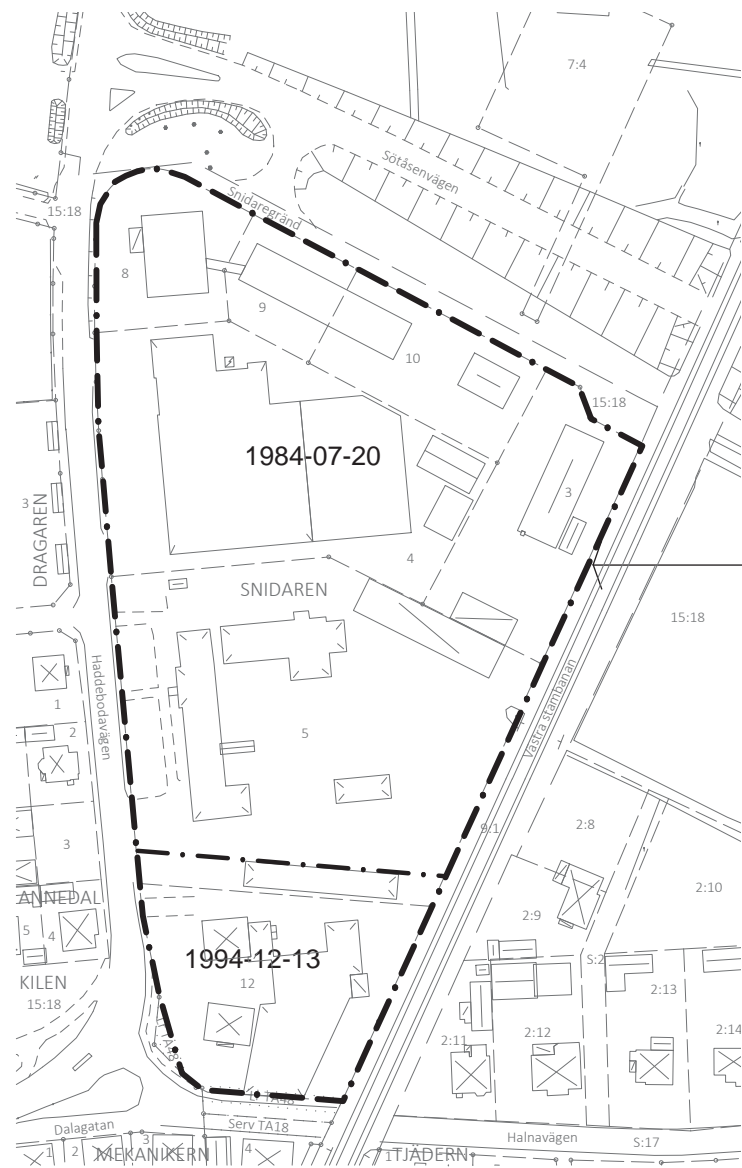 7:4
Sötåsenvägen
15:18
Snidaregränd
8
9
10
15:18
1984-07-20
3
3
DRAGAREN
4
SNIDAREN
15:18
Haddebodavägen
1
2
5
Västra stambanan
3
9:1
2:8
2:10
ANNEDAL
5
4
2:9
1994-12-13
S:2
KILEN
12
15:18
2:13
2:11
2:12
2:14
Dalagatan
Serv TA18
Halnavägen
S:17
1
2
3
4
MEKANIKERN
1
TJÄDERN